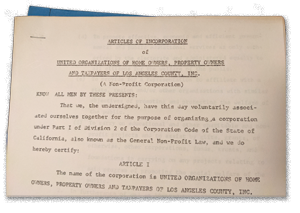 ARTICLES OF INCORPORATION
of
UNITED ORGANIZATIONS OF HOME OWNERS, PROPERTY OWNERS
AND TAXPAYERS OF LOS ANGELES COUNTY, INC.
(A Non-Profit Corporation)
KNOW ALL MEN BY THESE PRESENTS:
That we, the undersigned, have this day voluntarily associ-
ated ourselves together for the purpose of organizing a corporation
under Part I of Division 2 of the Corporation Code of the State of
California, also known as the General Non-Profit Law, and we do
hereby certify:
ARTICLE I
The name of the corporation is UNITED ORGANIZATIONS OF HOME
OWNERS, PROPERTY OWNERS AND TAXPAYERS OF LOS ANGELES COUNTY, INC.